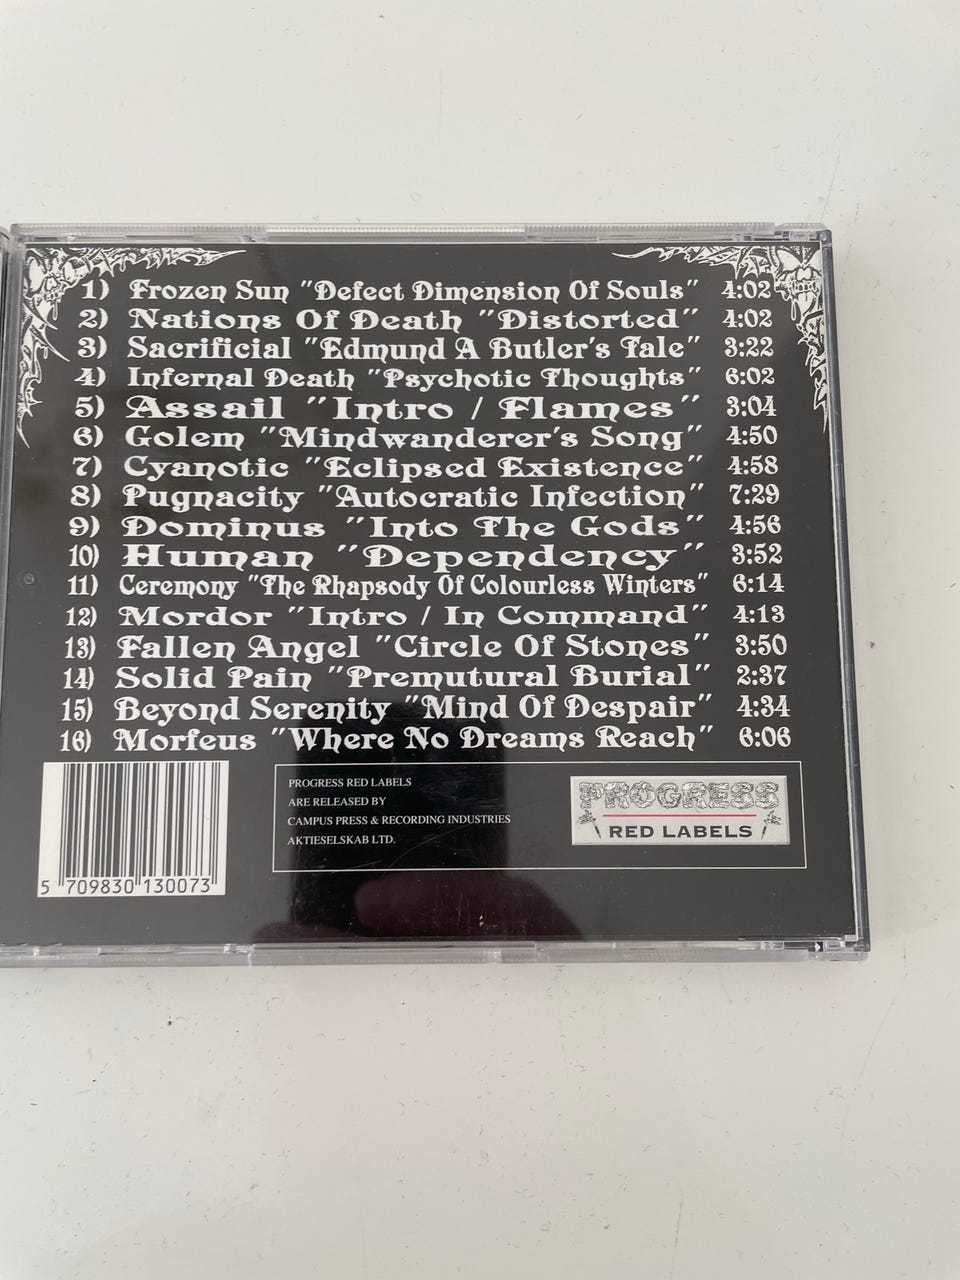 1) Frozen Sun "Defect Dimension Of Souls" 4:02
2) Nations Of Death "Distorted" 4:02
3) Sacrificial "Edmund A Butler's Tale" 3:22
4) Infernal Death "Psychotic Thoughts" 6:02
5) Assail "Intro / Flames" 3:04
6) Golem "Mindwanderer's Song" 4:50
7) Cyanotic "Eclipsed Existence" 4:58
8) Pugnacity "Autocratic Infection" 7:29
9) Dominus "Into The Gods" 4:56
10) Human "Dependency" 3:52
11) Ceremony "The Rhapsody Of Colourless Winters" 6:14
12) Mordor "Intro / In Command" 4:13
13) Fallen Angel "Circle Of Stones" 3:50
14) Solid Pain "Premutural Burial" 2:37
15) Beyond Serenity "Mind Of Despair" 4:34
16) Morfeus "Where No Dreams Reach" 6:06
PROGRESS RED LABELS
ARE RELEASED BY
CAMPUS PRESS & RECORDING INDUSTRIES
AKTIESELSKAB LTD.
PROGRESS
RED LABELS
5 709830 130073